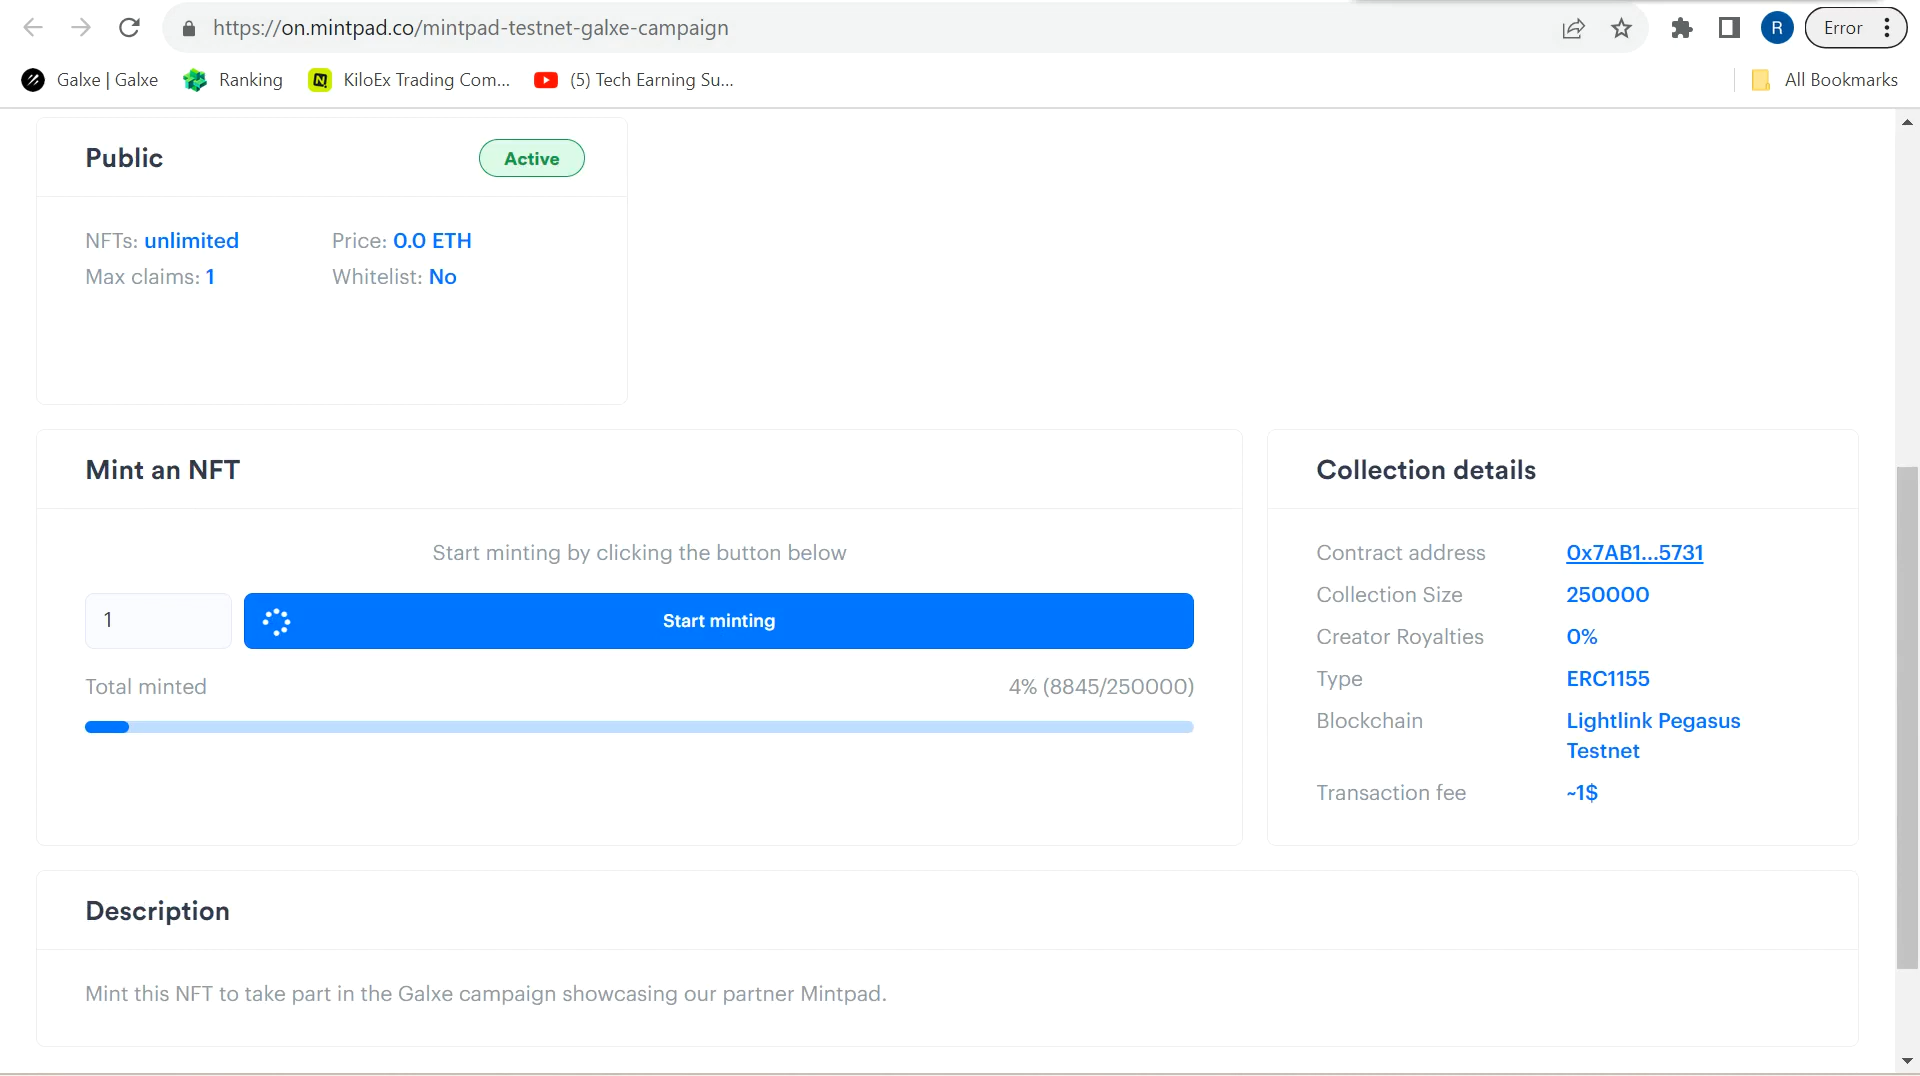 https://on.mintpad.co/mintpad-testnet-galxe-campaign
R
Error
Galxe | Galxe
Ranking
KiloEx Trading Com...
(5) Tech Earning Su...
All Bookmarks
Public
Active
NFTs: unlimited
Price: 0.0 ETH
Max claims: 1
Whitelist: No
Mint an NFT
Start minting by clicking the button below
1
Start minting
Total minted
4% (8845/250000)
Collection details
Contract address
0x7AB1...5731
Collection Size
250000
Creator Royalties
0%
Type
ERC1155
Blockchain
Lightlink Pegasus
Testnet
Transaction fee
~1$
Description
Mint this NFT to take part in the Galxe campaign showcasing our partner Mintpad.